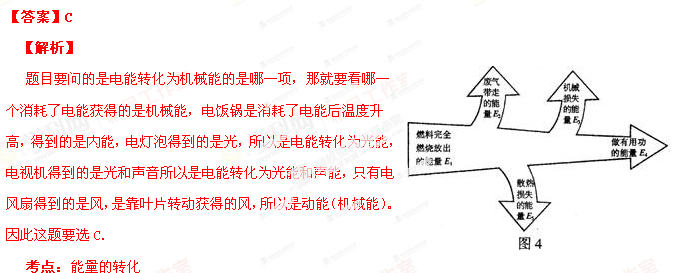 【答案】C
【解析】
题目要问的是电能转化为机械能的是哪一项，那就要看哪一
个消耗了电能获得的是机械能，电饭锅是消耗了电能后温度升
高，得到的是内能，电灯泡得到的是光，所以是电能转化为光能，
电视机得到的是光和声音所以是电能转化为光能和声能，只有电
风扇得到的是风，是靠叶片转动获得的风，所以是动能（机械能）。
因此这题要选 C.
考点：能量的转化
燃料完全
燃烧放出
的能量 E₁
废气
带走
的能
量 E₂
机械
损失
的能
量 E₃
做有用功
的能量 E₄
散热
损失
的能
量 E₅
图 4